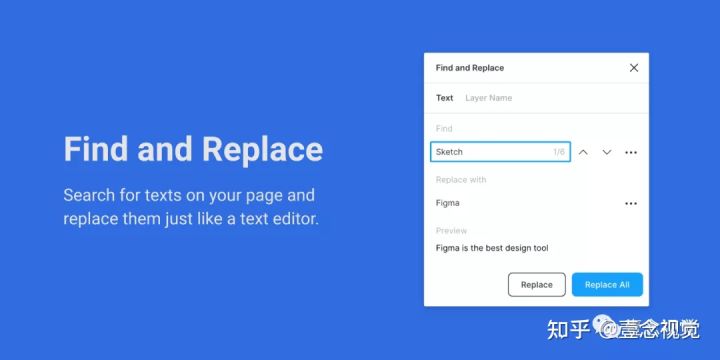 Find and Replace
Search for texts on your page and
replace them just like a text editor.
Find and Replace
Text Layer Name
Find
Sketch 1/6
Replace with
Figma
Preview
Figma is the best design tool
Replace Replace All
知乎 @壹念视觉